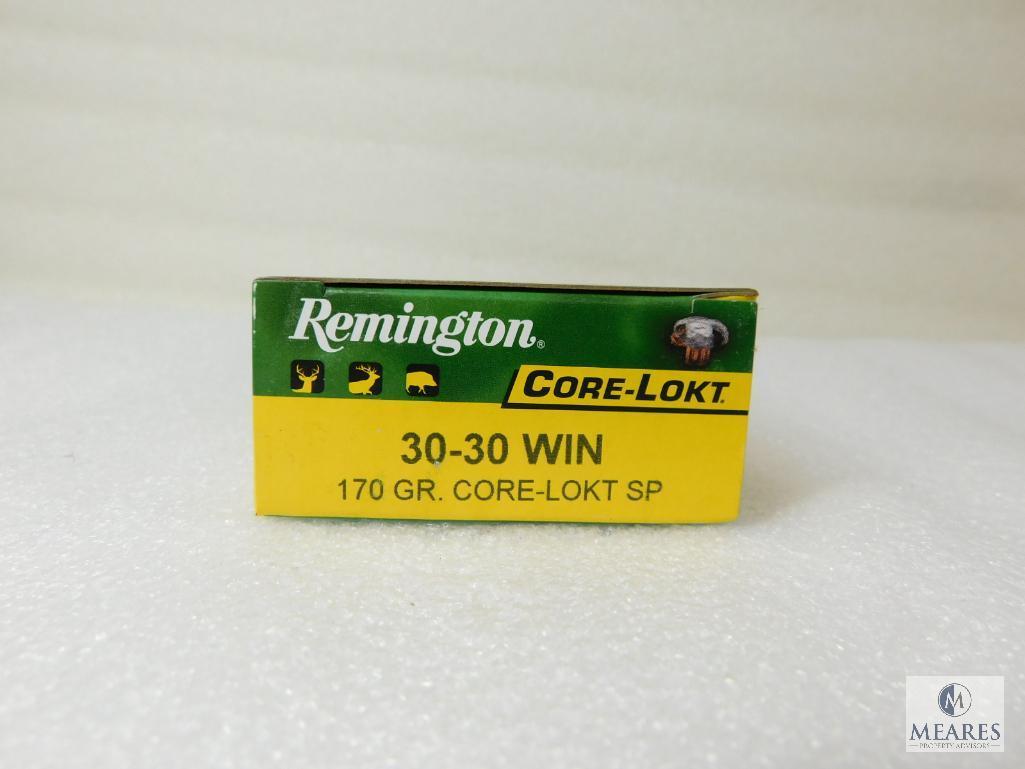 Remington®
CORE-LOKT.
30-30 WIN
170 GR. CORE-LOKT SP
M
MEARES
PROPERTY ADVISORS